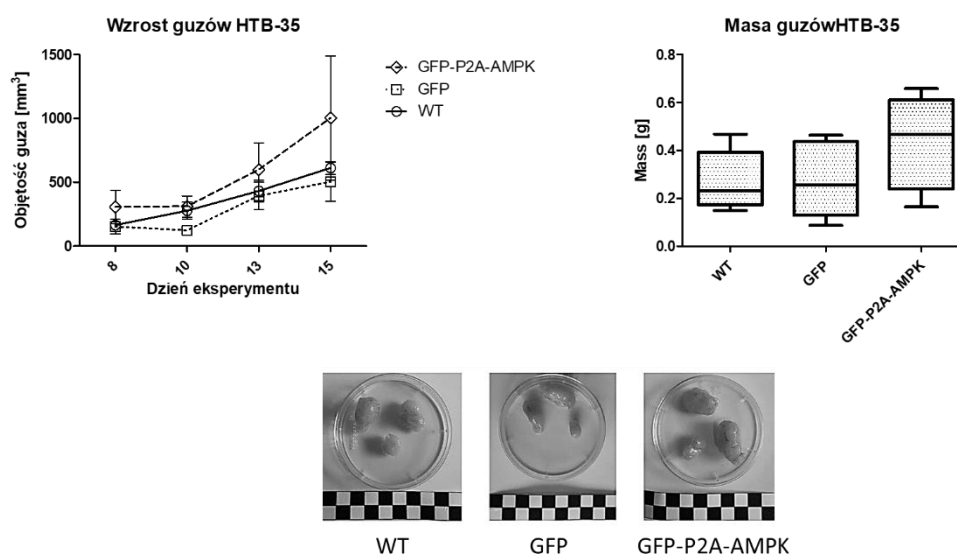 Wzrost guzów HTB-35
Objętość guza [mm³]
1500
1000
500
0
8
10
13
15
Dzień eksperymentu
GFP-P2A-AMPK
GFP
WT
Masa guzówHTB-35
Mass [g]
0.8
0.6
0.4
0.2
0.0
WT
GFP
GFP-P2A-AMPK
WT
GFP
GFP-P2A-AMPK